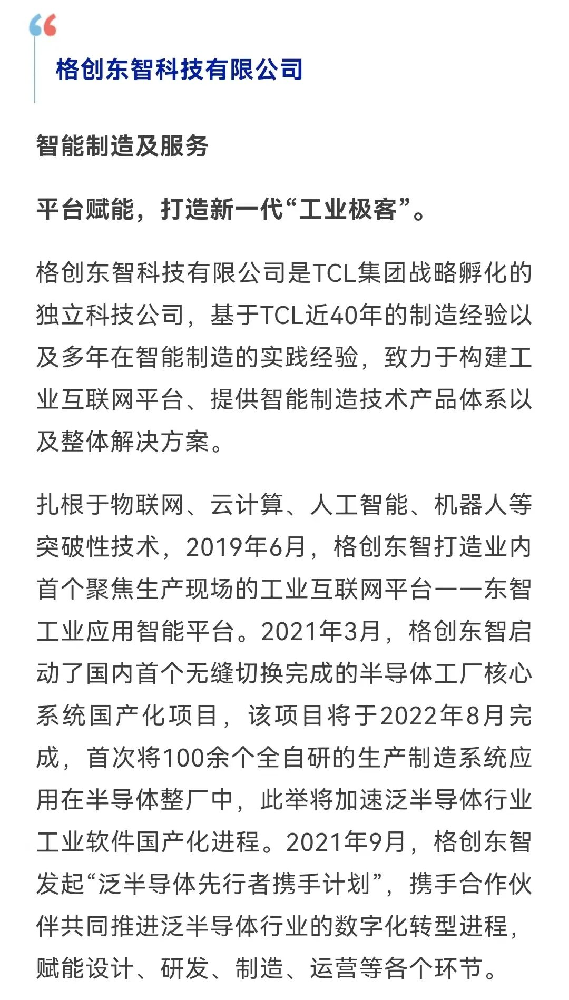 格创东智科技有限公司
智能制造及服务
平台赋能，打造新一代“工业极客”。
格创东智科技有限公司是TCL集团战略孵化的
独立科技公司，基于TCL近40年的制造经验以
及多年在智能制造的实践经验，致力于构建工
业互联网平台、提供智能制造技术产品体系以
及整体解决方案。
扎根于物联网、云计算、人工智能、机器人等
突破性技术，2019年6月，格创东智打造业内
首个聚焦生产现场的工业互联网平台一一东智
工业应用智能平台。2021年3月，格创东智启
动了国内首个无缝切换完成的半导体工厂核心
系统国产化项目，该项目将于2022年8月完
成，首次将100余个全自研的生产制造系统应
用在半导体整厂中，此举将加速泛半导体行业
工业软件国产化进程。2021年9月，格创东智
发起“泛半导体先行者携手计划”，携手合作伙
伴共同推进泛半导体行业的数字化转型进程，
赋能设计、研发、制造、运营等各个环节。